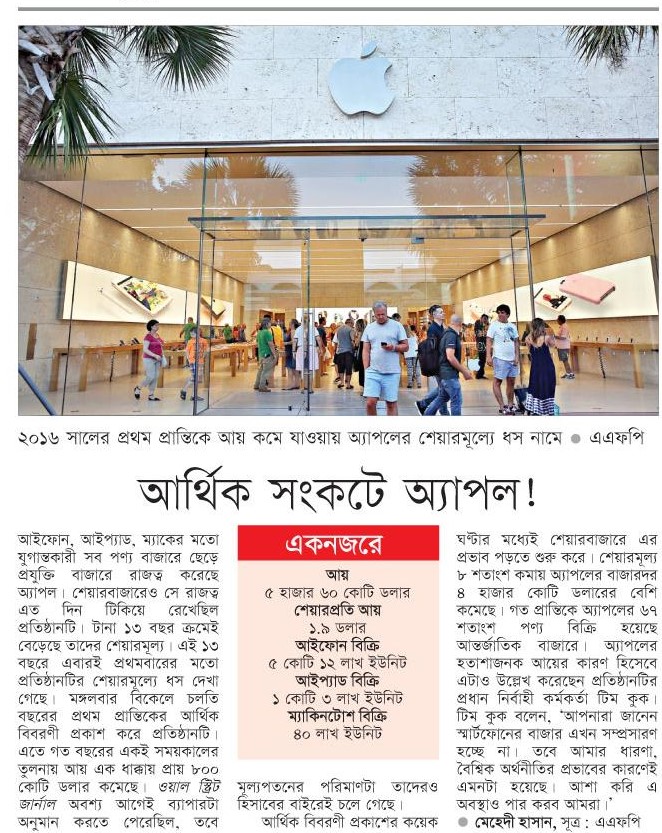 ২০১৬ সালের প্রথম প্রান্তিকে আয় কমে যাওয়ায় অ্যাপলের শেয়ারমূল্যে ধস নামে ● এএফপি
আর্থিক সংকটে অ্যাপল!
আইফোন, আইপ্যাড, ম্যাকের মতো
যুগান্তকারী সব পণ্য বাজারে ছেড়ে
প্রযুক্তি বাজারে রাজত্ব করেছে
অ্যাপল। শেয়ারবাজারেও সে রাজত্ব
এত দিন টিকিয়ে রেখেছিল
প্রতিষ্ঠানটি। টানা ১৩ বছর ক্রমেই
বেড়েছে তাদের শেয়ারমূল্য। এই ১৩
বছরে এবারই প্রথমবারের মতো
প্রতিষ্ঠানটির শেয়ারমূল্যে ধস দেখা
গেছে। মঙ্গলবার বিকেলে চলতি
বছরের প্রথম প্রান্তিকের আর্থিক
বিবরণী প্রকাশ করে প্রতিষ্ঠানটি।
এতে গত বছরের একই সময়কালের
তুলনায় আয় এক ধাক্কায় প্রায় ৮০০
কোটি ডলার কমেছে। ওয়াল স্ট্রিট
জার্নাল অবশ্য আগেই ব্যাপারটা
অনুমান করতে পেরেছিল, তবে
একনজরে
আয়
৫ হাজার ৬০ কোটি ডলার
শেয়ারপ্রতি আয়
১.৯ ডলার
আইফোন বিক্রি
৫ কোটি ১২ লাখ ইউনিট
আইপ্যাড বিক্রি
১ কোটি ৩ লাখ ইউনিট
ম্যাকিনটোশ বিক্রি
৪০ লাখ ইউনিট
মূল্যপতনের পরিমাণটা তাদেরও
হিসাবের বাইরেই চলে গেছে।
আর্থিক বিবরণী প্রকাশের কয়েক
ঘণ্টার মধ্যেই শেয়ারবাজারে এর
প্রভাব পড়তে শুরু করে। শেয়ারমূল্য
৮ শতাংশ কমায় অ্যাপলের বাজারদর
৪ হাজার কোটি ডলারের বেশি
কমেছে। গত প্রান্তিকে অ্যাপলের ৬৭
শতাংশ পণ্য বিক্রি হয়েছে
আন্তর্জাতিক বাজারে। অ্যাপলের
হতাশাজনক আয়ের কারণ হিসেবে
এটাও উল্লেখ করেছেন প্রতিষ্ঠানটির
প্রধান নির্বাহী কর্মকর্তা টিম কুক।
টিম কুক বলেন, ‘আপনারা জানেন
স্মার্টফোনের বাজার এখন সম্প্রসারণ
হচ্ছে না। তবে আমার ধারণা,
বৈশ্বিক অর্থনীতির প্রভাবের কারণেই
এমনটা হয়েছে। আশা করি এ
অবস্থাও পার করব আমরা।’
● মেহেদী হাসান, সূত্র : এএফপি